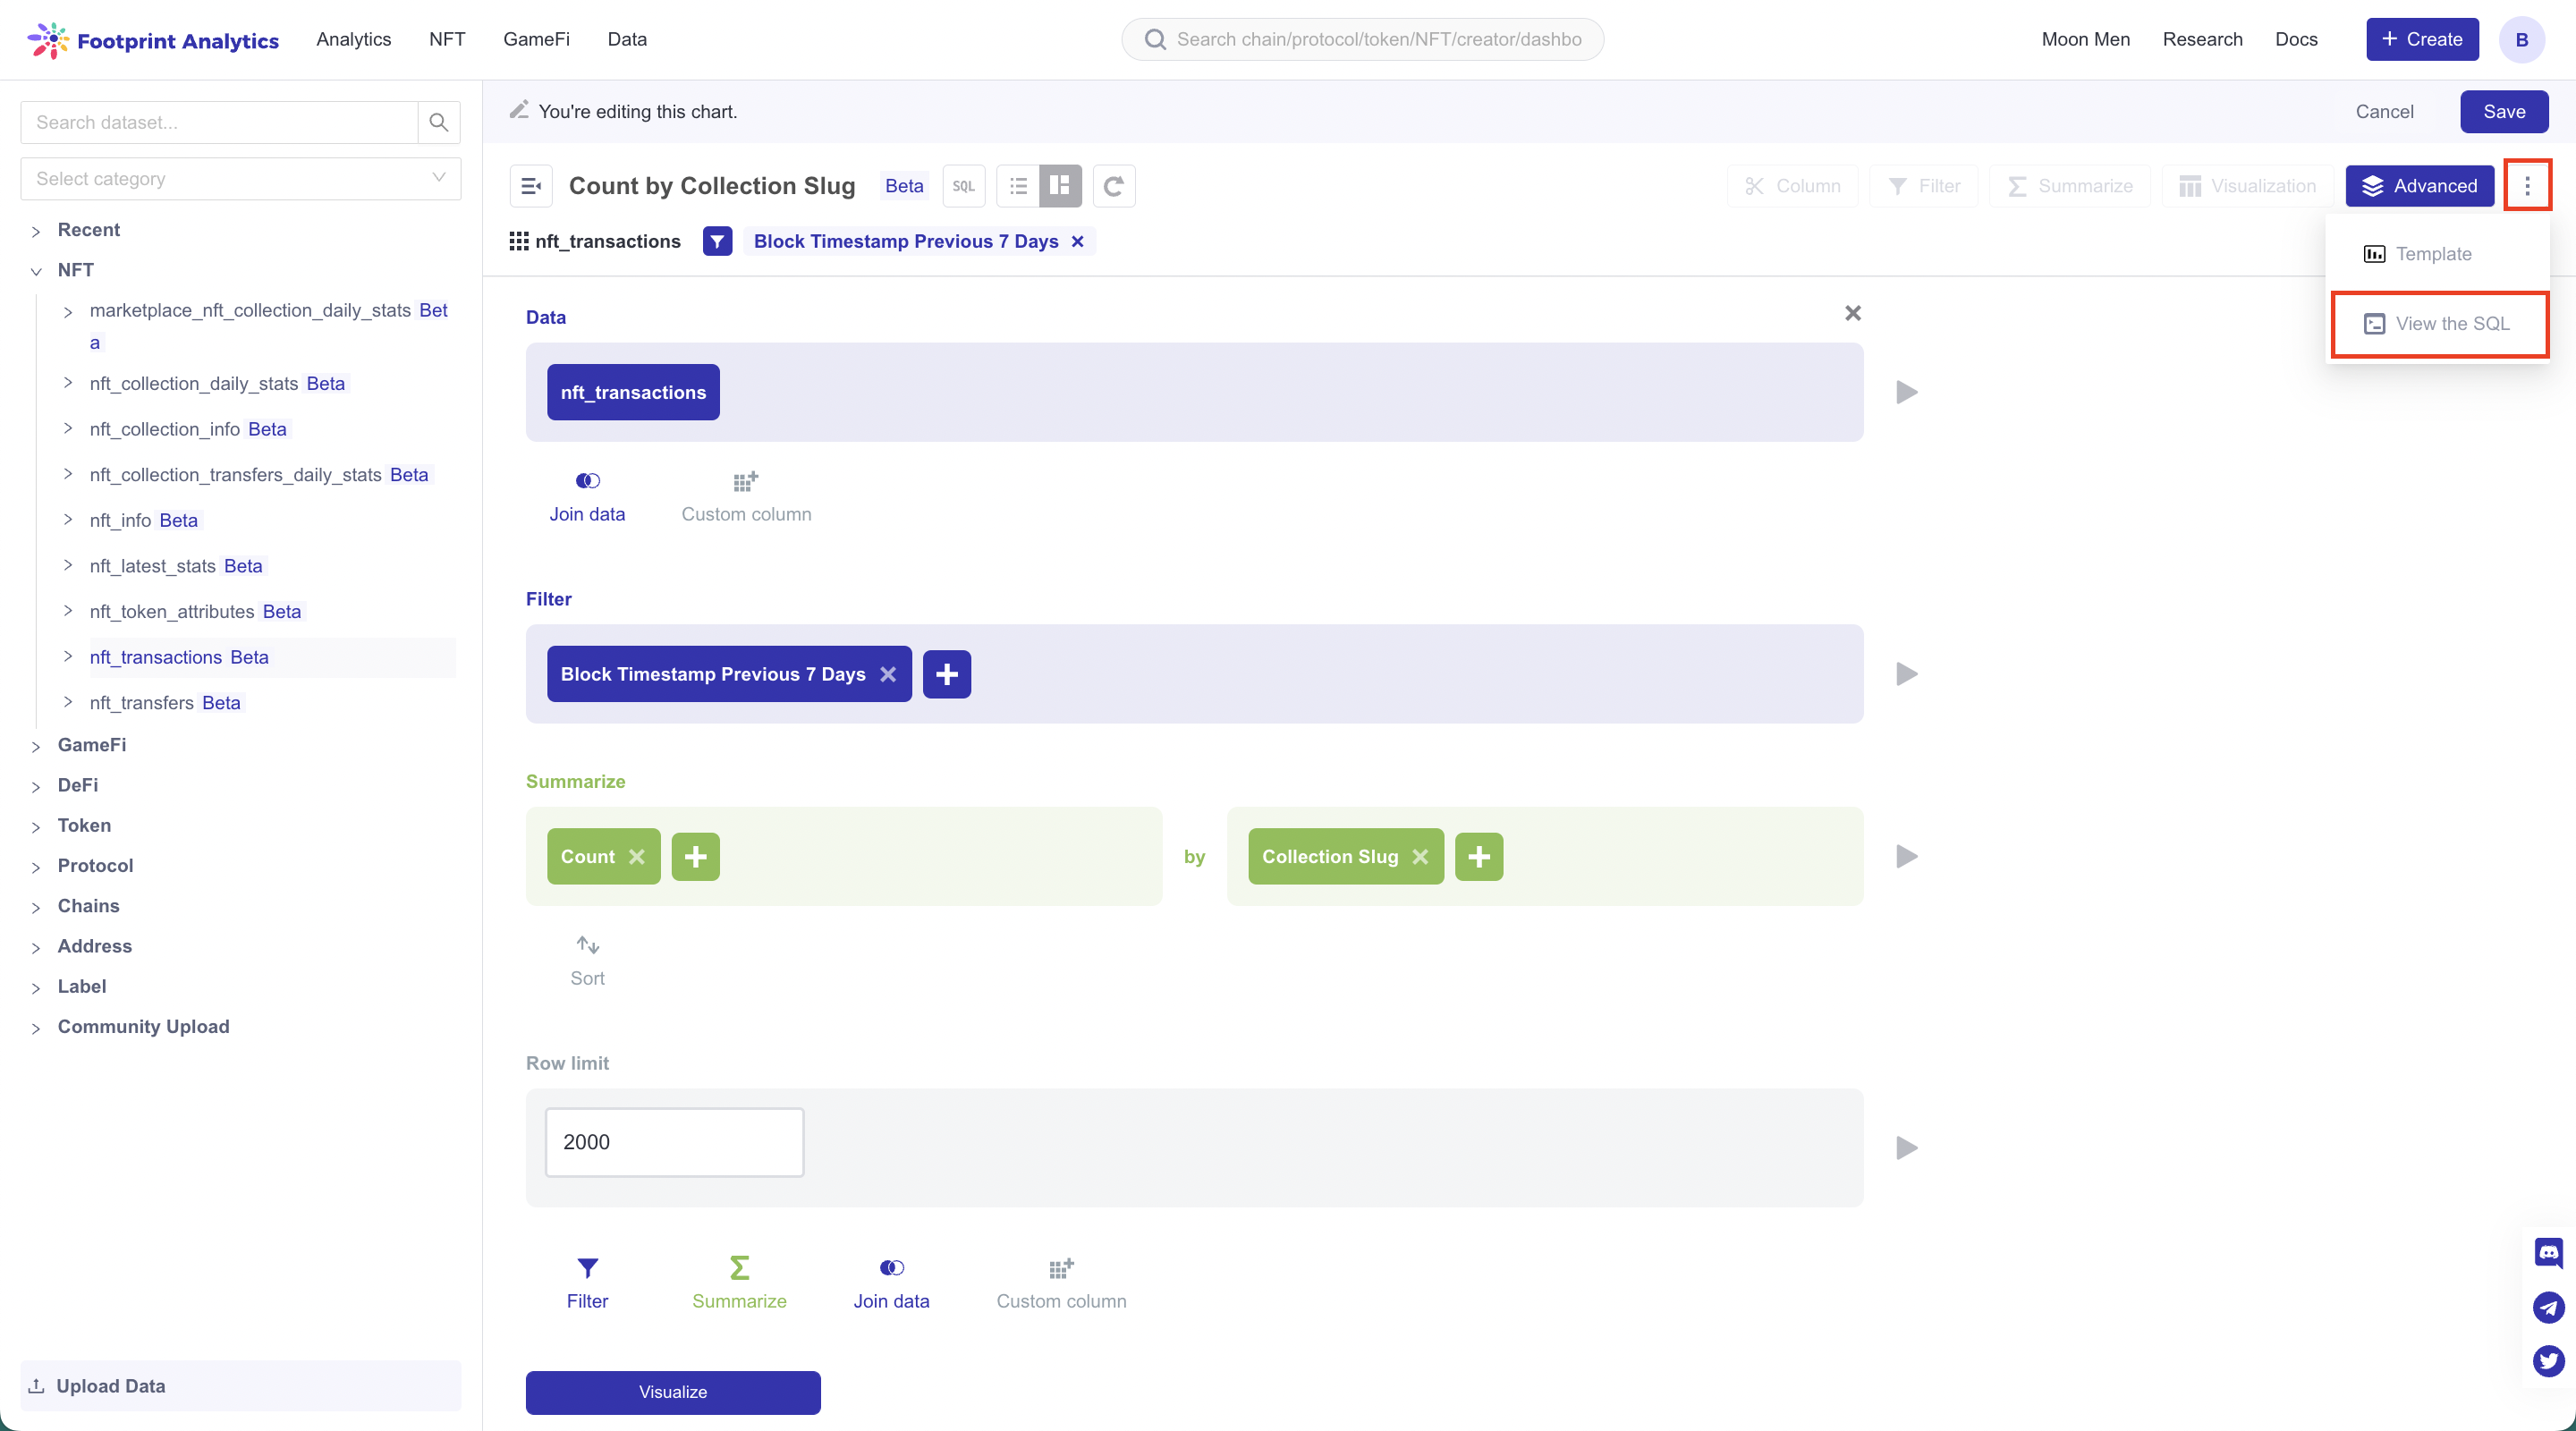 Footprint Analytics Analytics NFT GameFi Data Search chain/protocol/token/NFT/creator/dashbo Moon Men Research Docs + Create B
Search dataset...
Select category
Recent
NFT
marketplace_nft_collection_daily_stats Bet
a
nft_collection_daily_stats Beta
nft_collection_info Beta
nft_collection_transfers_daily_stats Beta
nft_info Beta
nft_latest_stats Beta
nft_token_attributes Beta
nft_transactions Beta
nft_transfers Beta
GameFi
DeFi
Token
Protocol
Chains
Address
Label
Community Upload
Upload Data
You're editing this chart. Cancel Save
Count by Collection Slug Beta SQL Column Filter Summarize Visualization Advanced
nft_transactions Block Timestamp Previous 7 Days
Template
View the SQL
Data
nft_transactions
Join data Custom column
Filter
Block Timestamp Previous 7 Days
Summarize
Count by Collection Slug
Sort
Row limit
2000
Filter Summarize Join data Custom column
Visualize